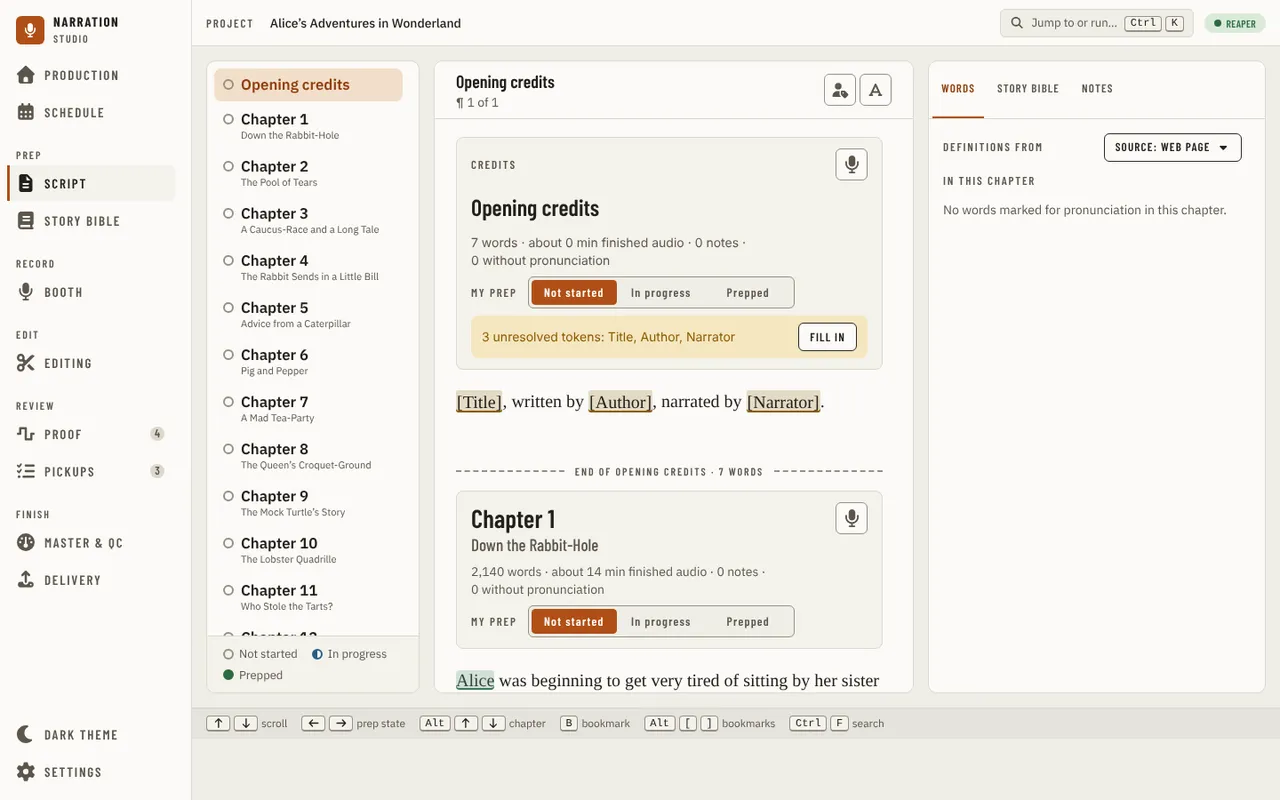 NARRATION
STUDIO
PRODUCTION
SCHEDULE
PREP
SCRIPT
STORY BIBLE
RECORD
BOOTH
EDIT
EDITING
REVIEW
PROOF 4
PICKUPS 3
FINISH
MASTER & QC
DELIVERY
DARK THEME
SETTINGS
PROJECT Alice's Adventures in Wonderland
Jump to or run... Ctrl K
REAPER
Opening credits
Chapter 1
Down the Rabbit-Hole
Chapter 2
The Pool of Tears
Chapter 3
A Caucus-Race and a Long Tale
Chapter 4
The Rabbit Sends in a Little Bill
Chapter 5
Advice from a Caterpillar
Chapter 6
Pig and Pepper
Chapter 7
A Mad Tea-Party
Chapter 8
The Queen's Croquet-Ground
Chapter 9
The Mock Turtle's Story
Chapter 10
The Lobster Quadrille
Chapter 11
Who Stole the Tarts?
Chapter 12
Not started In progress
Prepped
Opening credits
¶ 1 of 1
A
CREDITS
Opening credits
7 words · about 0 min finished audio · 0 notes ·
0 without pronunciation
MY PREP Not started In progress Prepped
3 unresolved tokens: Title, Author, Narrator FILL IN
[Title], written by [Author], narrated by [Narrator].
END OF OPENING CREDITS · 7 WORDS
Chapter 1
Down the Rabbit-Hole
2,140 words · about 14 min finished audio · 0 notes ·
0 without pronunciation
MY PREP Not started In progress Prepped
Alice was beginning to get very tired of sitting by her sister
WORDS STORY BIBLE NOTES
DEFINITIONS FROM SOURCE: WEB PAGE
IN THIS CHAPTER
No words marked for pronunciation in this chapter.
↑ ↓ scroll ← → prep state Alt ↑ ↓ chapter B bookmark Alt [ ] bookmarks Ctrl F search